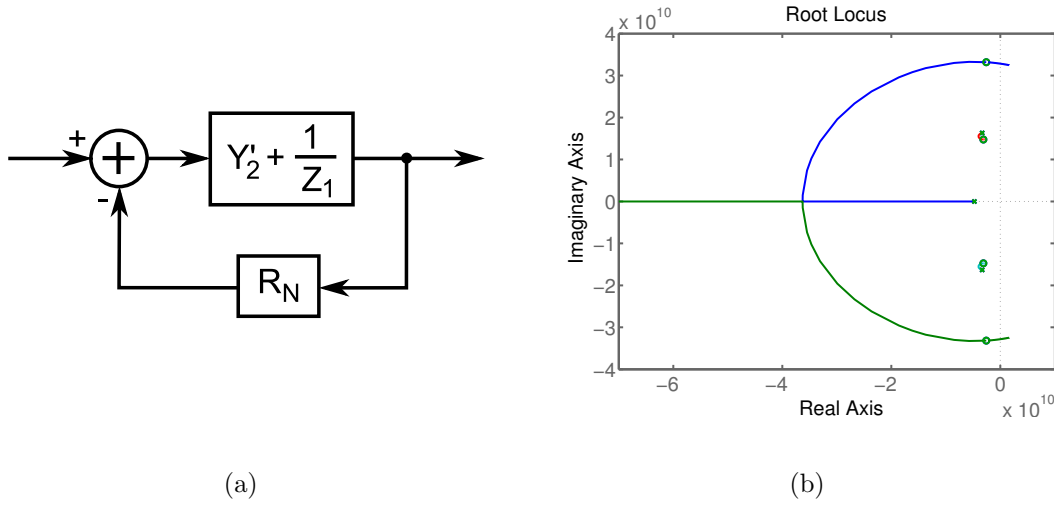 +
+
Y'2 + 1/Z1
-
RN
(a)
x 10^10
Root Locus
4
3
2
1
0
−1
−2
−3
−4
Imaginary Axis
−6
−4
−2
0
x 10^10
Real Axis
(b)